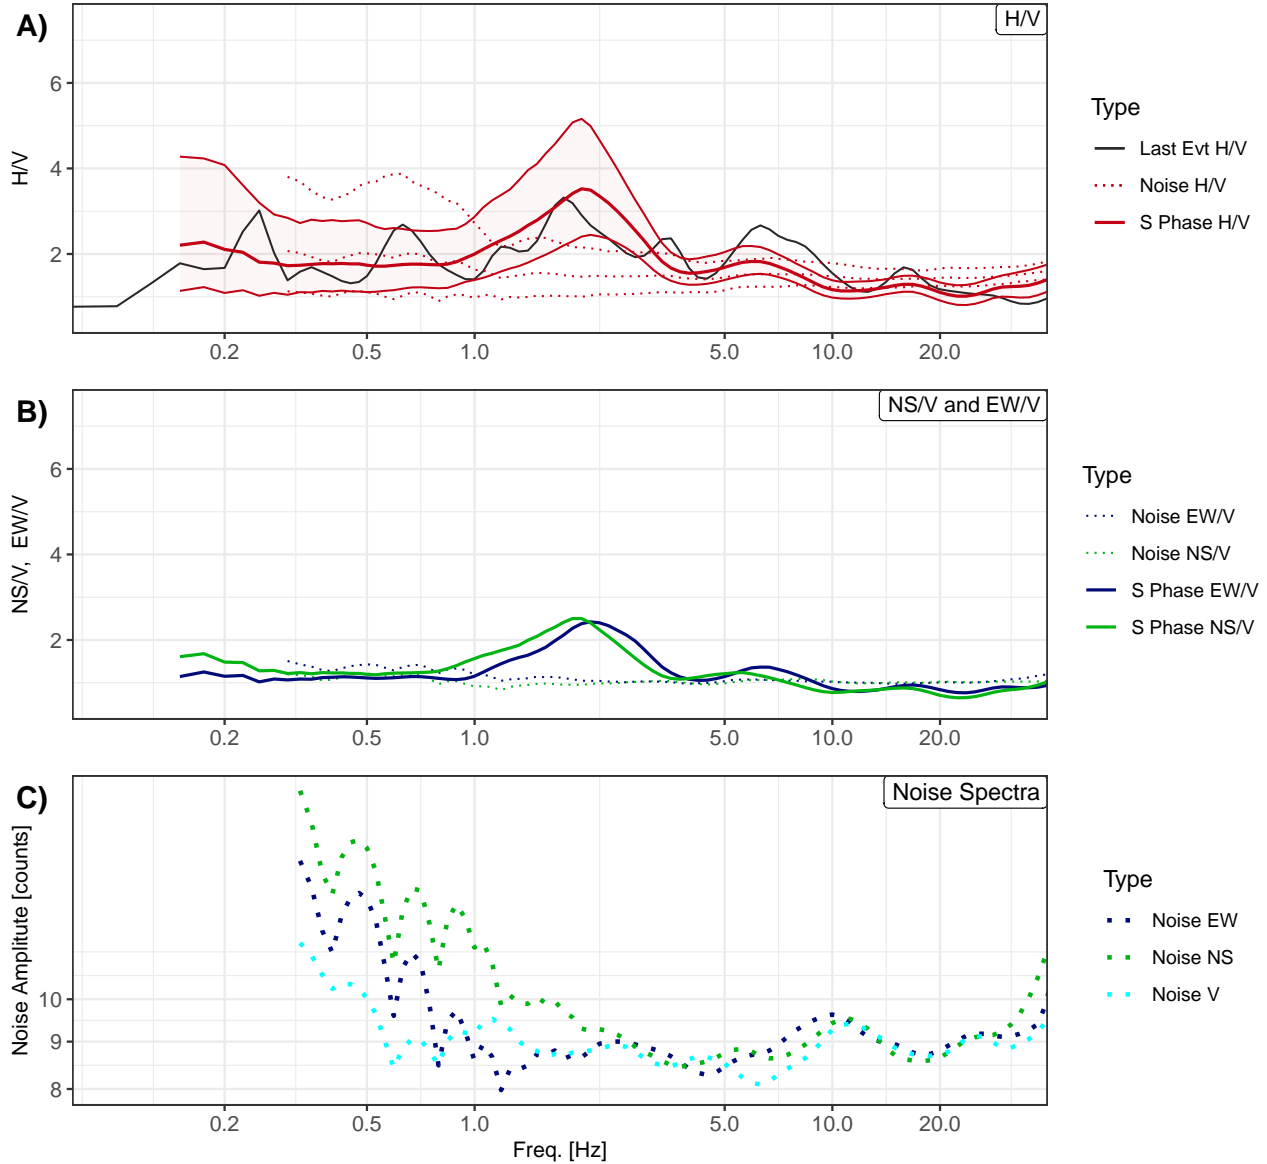 A)
H/V
H/V
6
4
2
0.2 0.5 1.0 5.0 10.0 20.0
Type
Last Evt H/V
Noise H/V
S Phase H/V
B)
NS/V and EW/V
NS/V, EW/V
6
4
2
0.2 0.5 1.0 5.0 10.0 20.0
Type
Noise EW/V
Noise NS/V
S Phase EW/V
S Phase NS/V
C)
Noise Spectra
Noise Amplitude [counts]
10
9
8
0.2 0.5 1.0 5.0 10.0 20.0
Freq. [Hz]
Type
Noise EW
Noise NS
Noise V